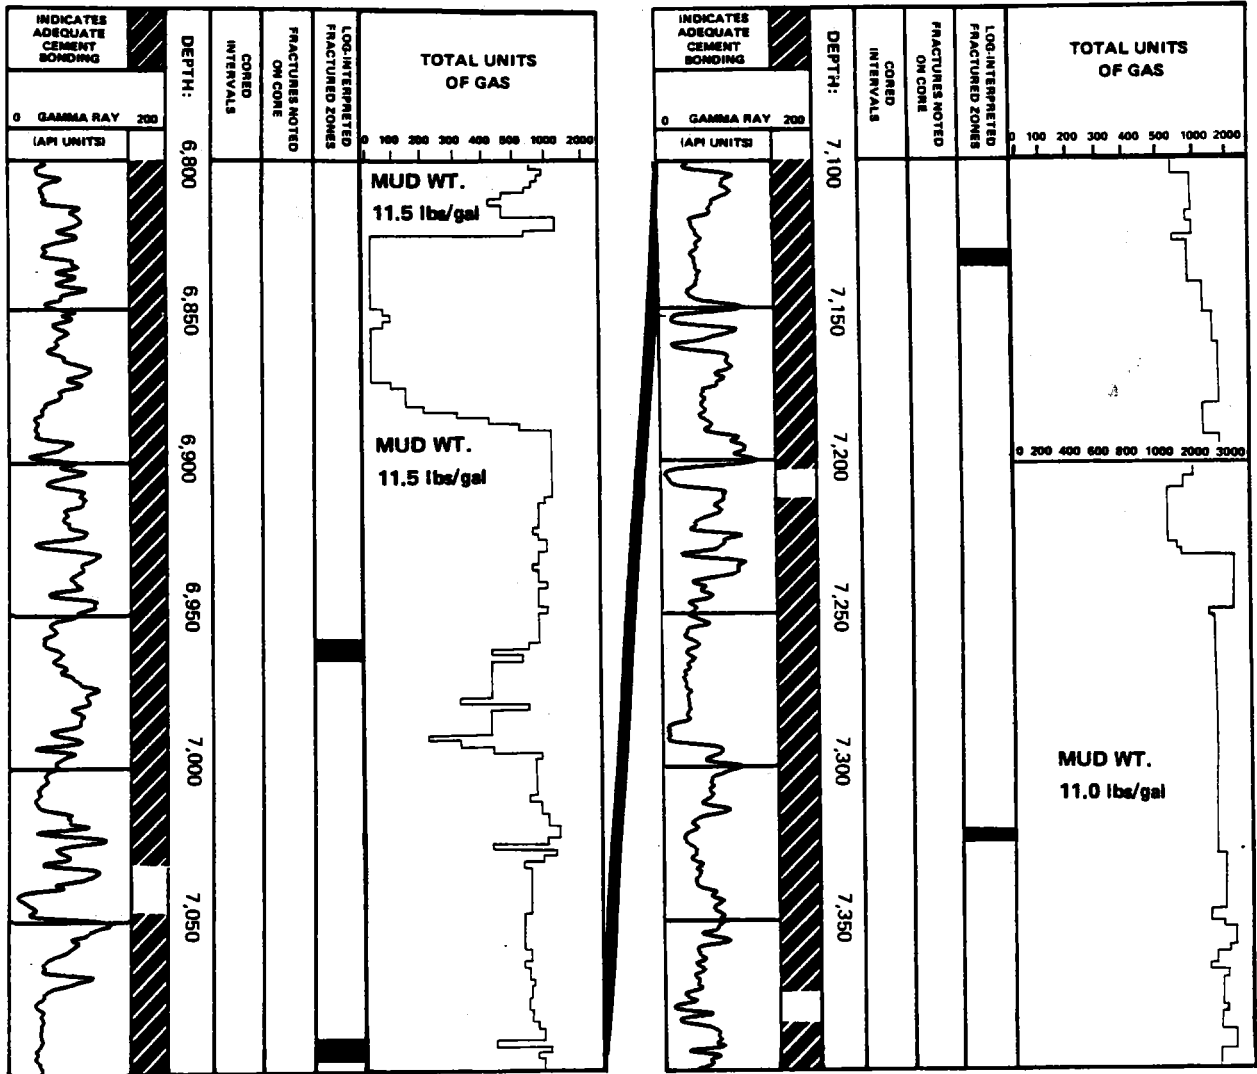 INDICATES
ADEQUATE
CEMENT
BONDING
0 GAMMA RAY 200
(API UNITS)
DEPTH:
CORED
INTERVALS
FRACTURES NOTED
ON CORE
LOG-INTERPRETED
FRACTURED ZONES
TOTAL UNITS
OF GAS
0 100 200 300 400 500 1000 2000
6,800
6,850
6,900
6,950
7,000
7,050
MUD WT.
11.5 lbs/gal
MUD WT.
11.5 lbs/gal
INDICATES
ADEQUATE
CEMENT
BONDING
0 GAMMA RAY 200
(API UNITS)
DEPTH:
CORED
INTERVALS
FRACTURES NOTED
ON CORE
LOG-INTERPRETED
FRACTURED ZONES
TOTAL UNITS
OF GAS
0 100 200 300 400 500 1000 2000
7,100
7,150
7,200
7,250
7,300
7,350
0 200 400 600 800 1000 2000 3000
MUD WT.
11.0 lbs/gal